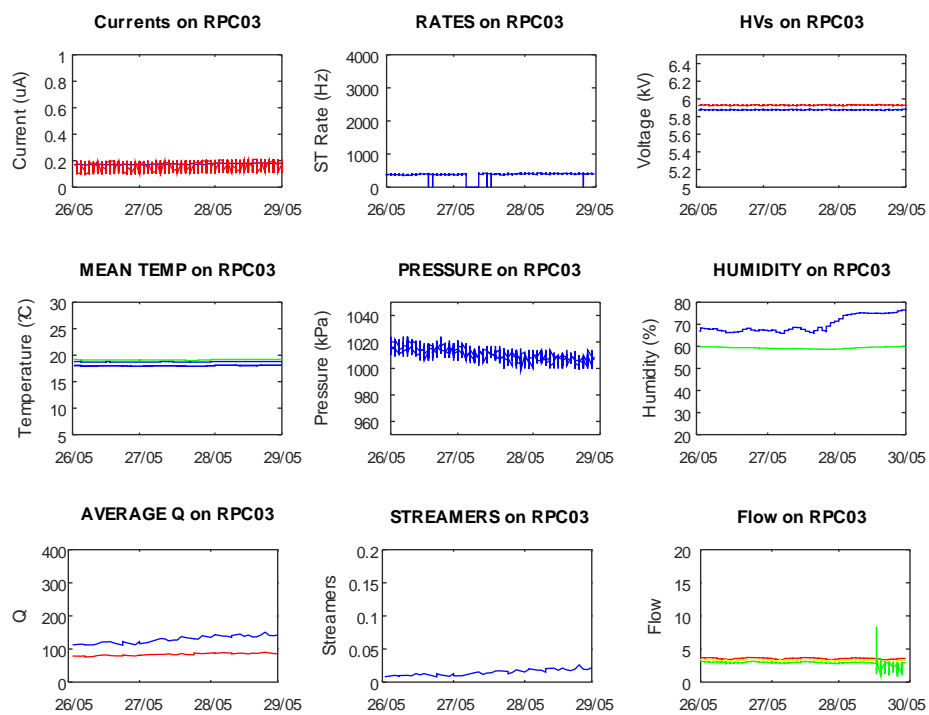 Currents on RPC03
Current (uA)
1
0.8
0.6
0.4
0.2
0
26/05 27/05 28/05 29/05
RATES on RPC03
ST Rate (Hz)
4000
3000
2000
1000
0
26/05 27/05 28/05 29/05
HVs on RPC03
Voltage (kV)
6.4
6.2
6
5.8
5.6
5.4
5.2
5
26/05 27/05 28/05 29/05
MEAN TEMP on RPC03
Temperature (?C)
30
25
20
15
10
5
26/05 27/05 28/05 29/05
PRESSURE on RPC03
Pressure (kPa)
1040
1020
1000
980
960
26/05 27/05 28/05 29/05
HUMIDITY on RPC03
Humidity (%)
80
70
60
50
40
30
20
26/05 27/05 28/05 30/05
AVERAGE Q on RPC03
Q
400
300
200
100
0
26/05 27/05 28/05 29/05
STREAMERS on RPC03
Streamers
0.2
0.15
0.1
0.05
0
26/05 27/05 28/05 29/05
Flow on RPC03
Flow
20
15
10
5
0
26/05 27/05 28/05 30/05